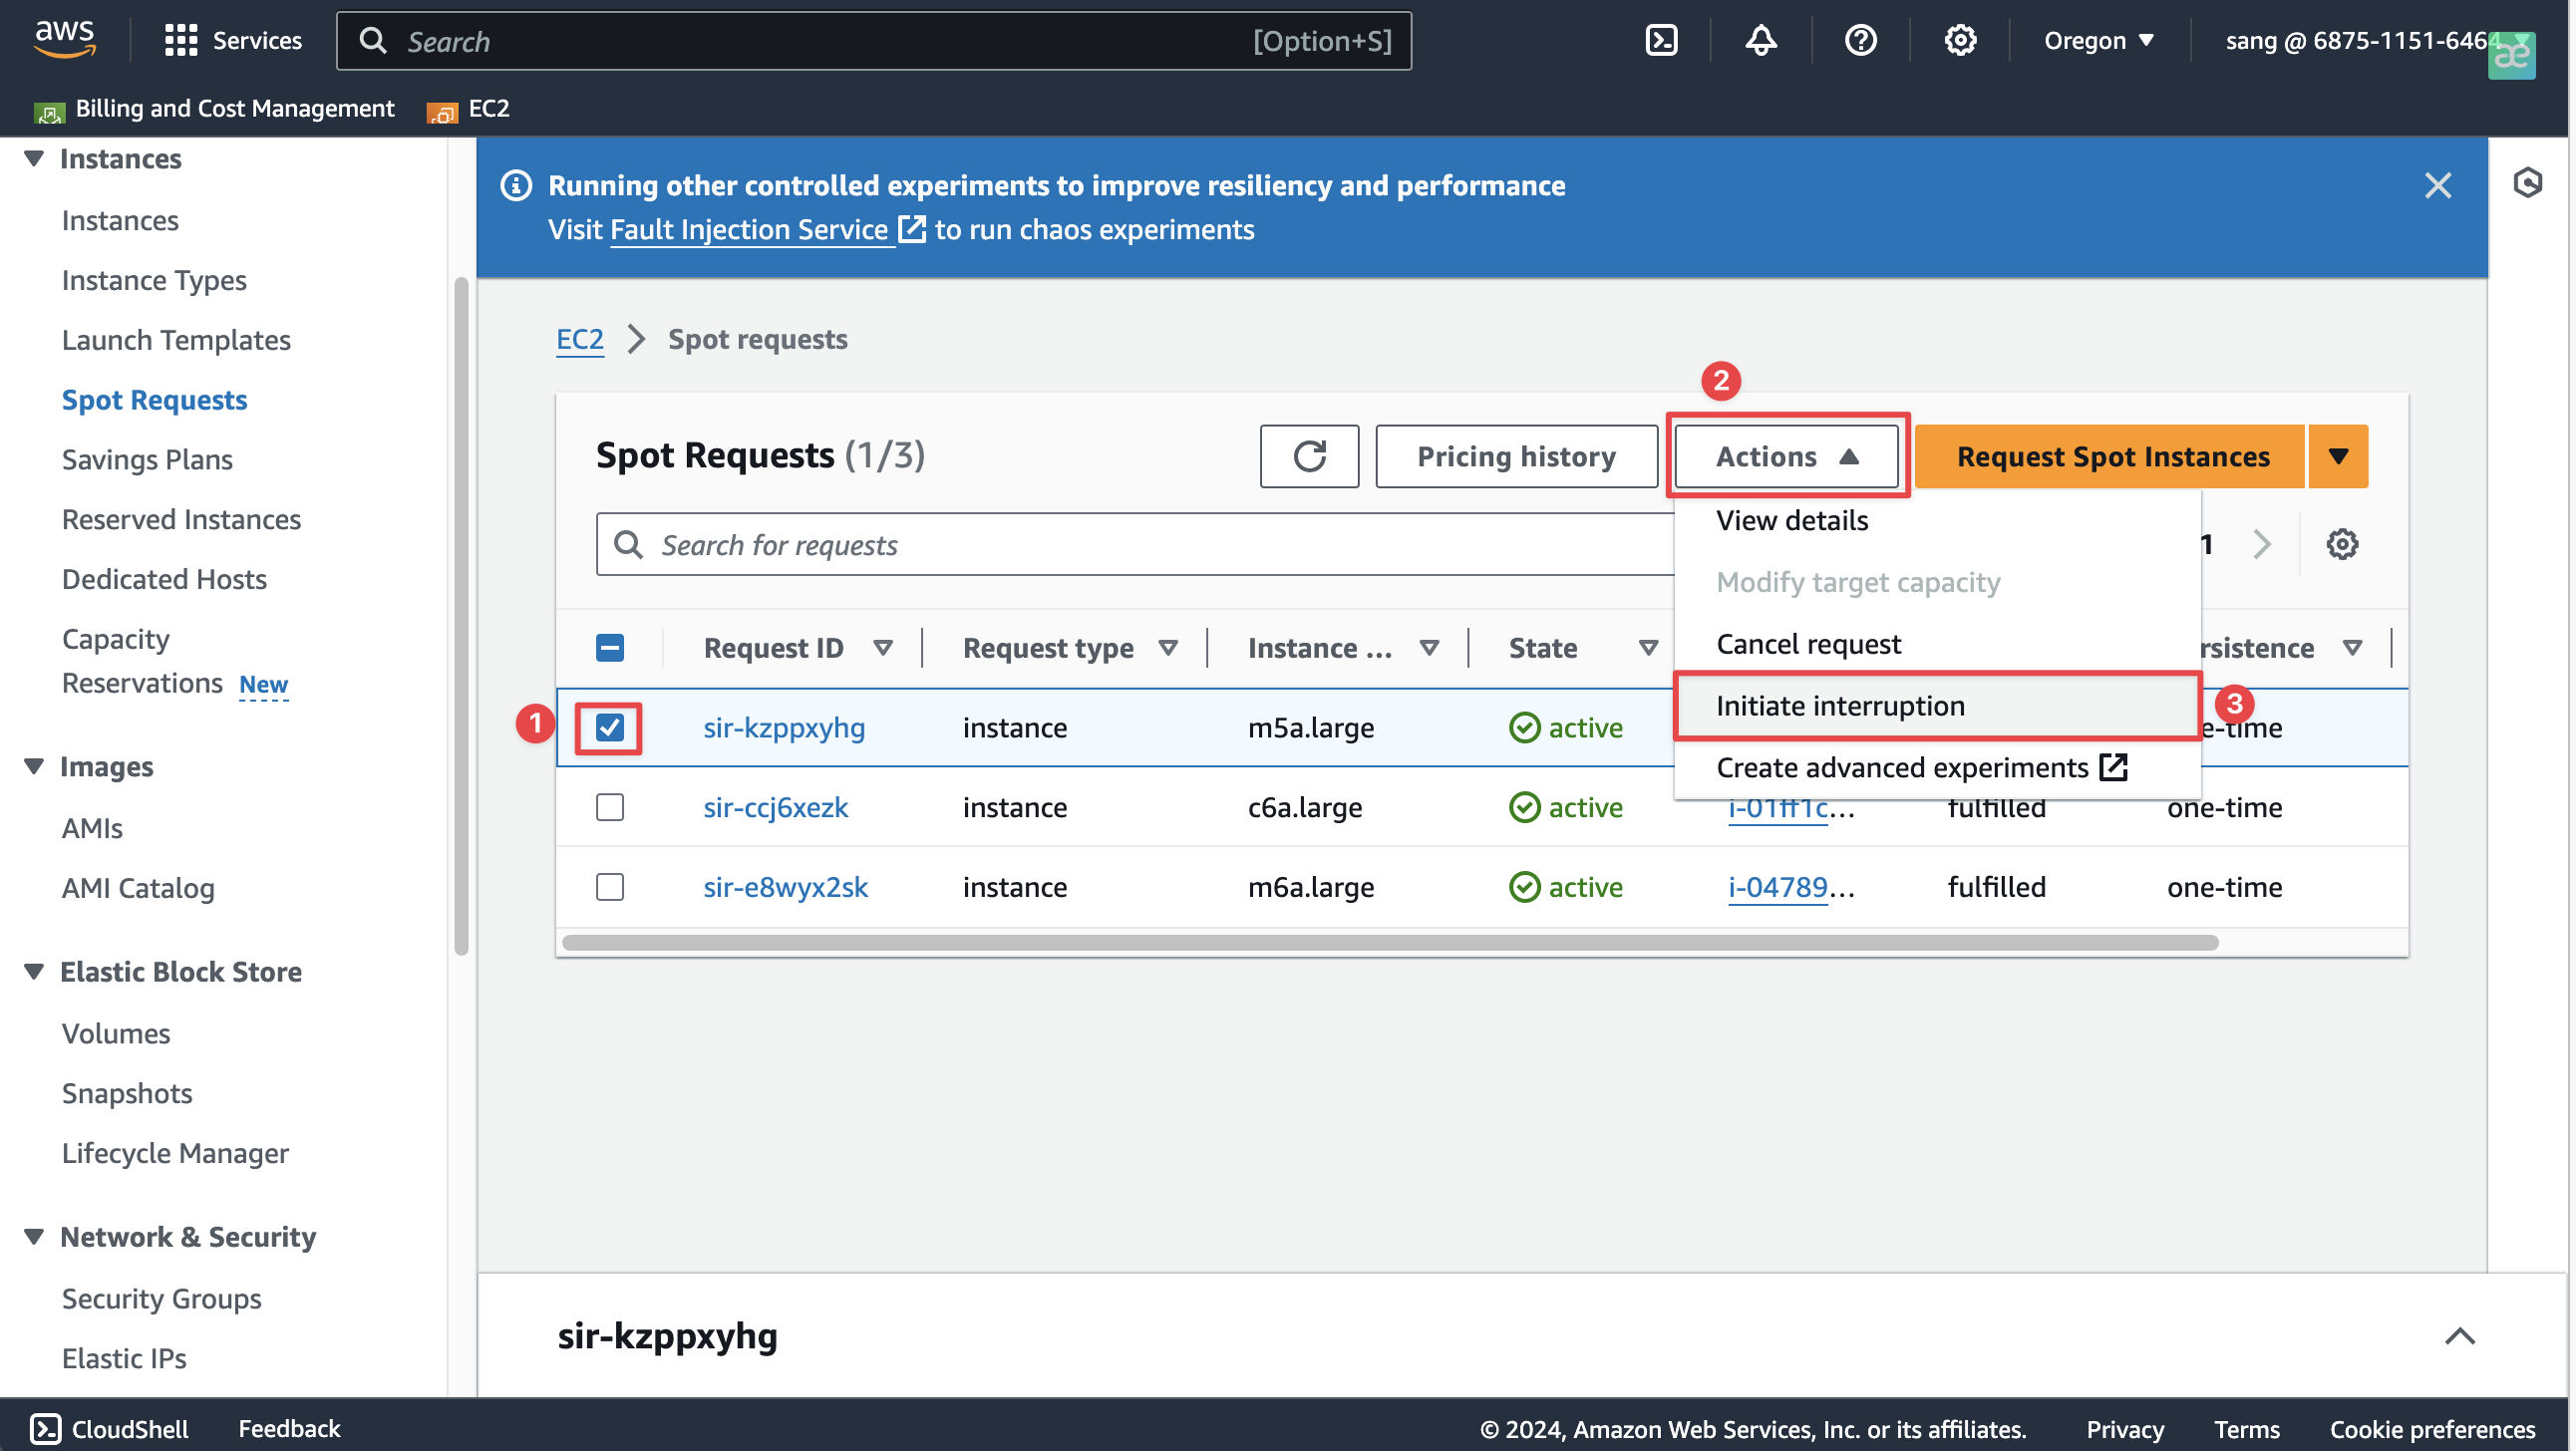 aws
Services
Search [Option+S]
Oregon
sang @ 6875-1151-6464
æ
Billing and Cost Management
EC2
Instances
Instances
Instance Types
Launch Templates
Spot Requests
Savings Plans
Reserved Instances
Dedicated Hosts
Capacity
Reservations New
Images
AMIs
AMI Catalog
Elastic Block Store
Volumes
Snapshots
Lifecycle Manager
Network & Security
Security Groups
Elastic IPs
Running other controlled experiments to improve resiliency and performance
Visit Fault Injection Service to run chaos experiments
EC2 Spot requests
2
Spot Requests (1/3)
Pricing history
Actions
Request Spot Instances
Search for requests
1
View details
Modify target capacity
Cancel request
Initiate interruption
3
Create advanced experiments
Request ID Request type Instance ... State rsistence
1 sir-kzppxyhg instance m5a.large active e-time
sir-ccj6xezk instance c6a.large active i-01ff1c... fulfilled one-time
sir-e8wyx2sk instance m6a.large active i-04789... fulfilled one-time
sir-kzppxyhg
CloudShell Feedback © 2024, Amazon Web Services, Inc. or its affiliates. Privacy Terms Cookie preferences